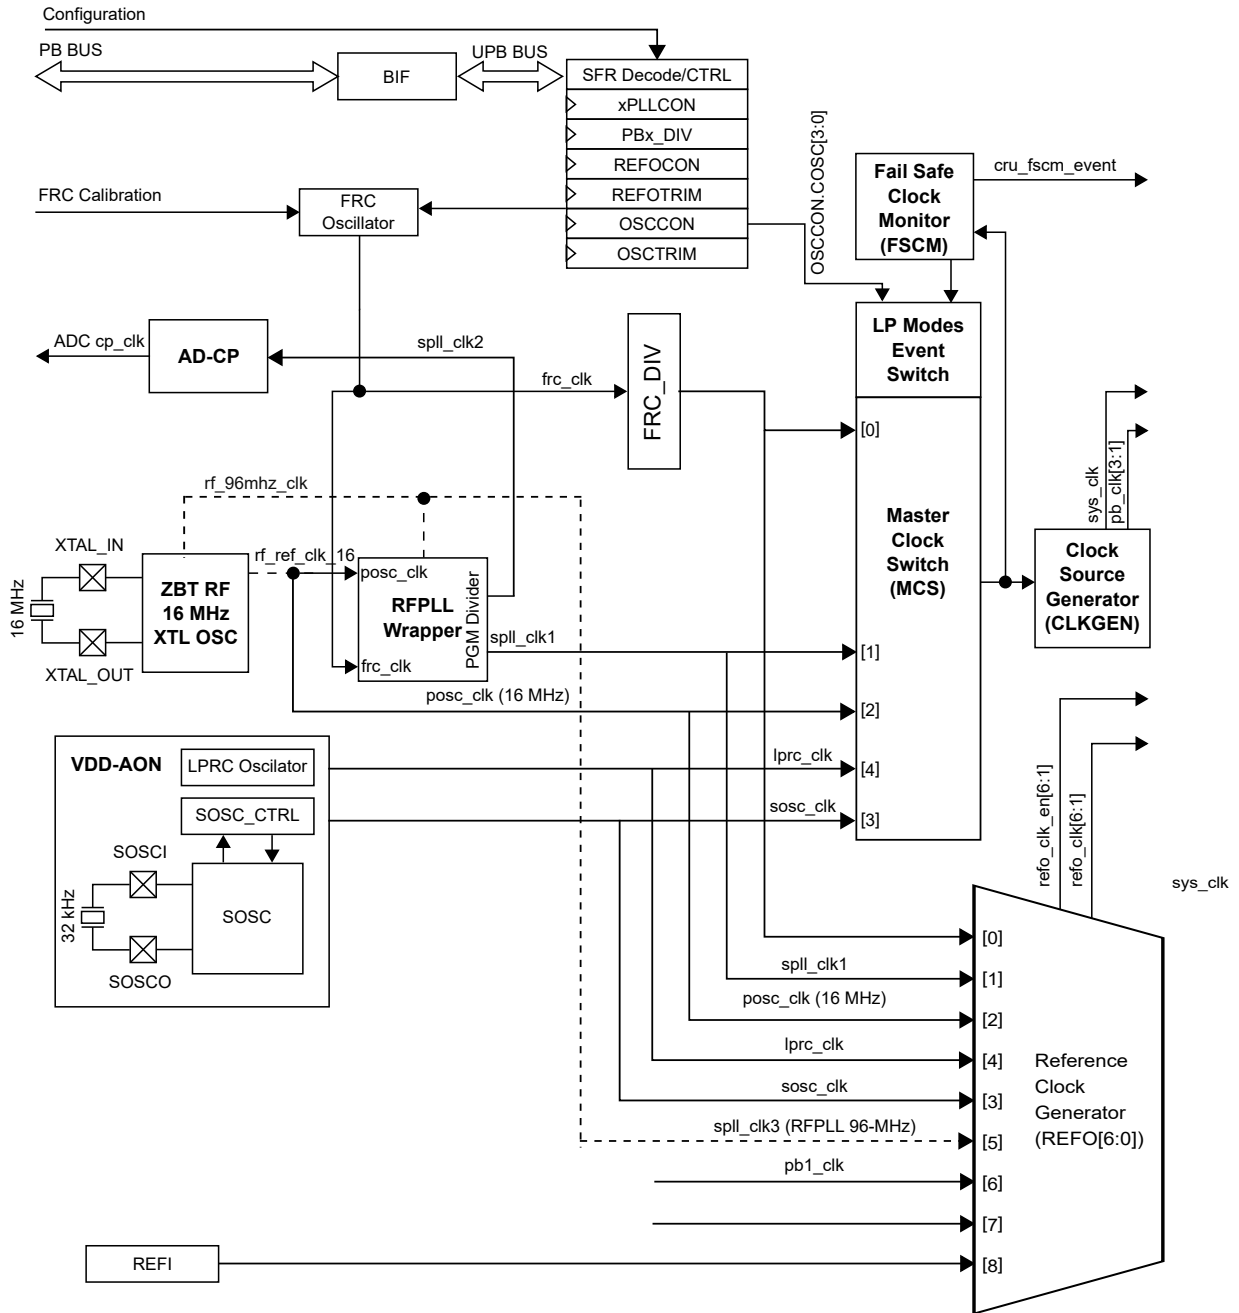 Configuration
PB BUS
UPB BUS
BIF
SFR Decode/CTRL
xPLLCON
PBx_DIV
REFOCON
REFOTRIM
OSCCON
OSCTRIM
OSCCON.COSC[3:0]
Fail Safe
Clock
Monitor
(FSCM)
cru_fscm_event
FRC Calibration
FRC
Oscillator
LP Modes
Event
Switch
ADC cp_clk
AD-CP
spll_clk2
frc_clk
FRC_DIV
[0]
sys_clk
pb_clk[3:1]
rf_96mhz_clk
Master
Clock
Switch
(MCS)
XTAL_IN
16 MHz
XTAL_OUT
ZBT RF
16 MHz
XTL OSC
rf_ref_clk_16
posc_clk
RFPLL
Wrapper
frc_clk
PGM Divider
spll_clk1
[1]
Clock
Source
Generator
(CLKGEN)
posc_clk (16 MHz)
[2]
VDD-AON
LPRC Oscilator
lprc_clk
[4]
SOSC_CTRL
sosc_clk
[3]
SOSCI
32 kHz
SOSCO
SOSC
refo_clk_en[6:1]
refo_clk[6:1]
sys_clk
[0]
spll_clk1
[1]
posc_clk (16 MHz)
[2]
lprc_clk
[4]
sosc_clk
[3]
spll_clk3 (RFPLL 96-MHz)
[5]
pb1_clk
[6]
[7]
[8]
Reference
Clock
Generator
(REFO[6:0])
REFI